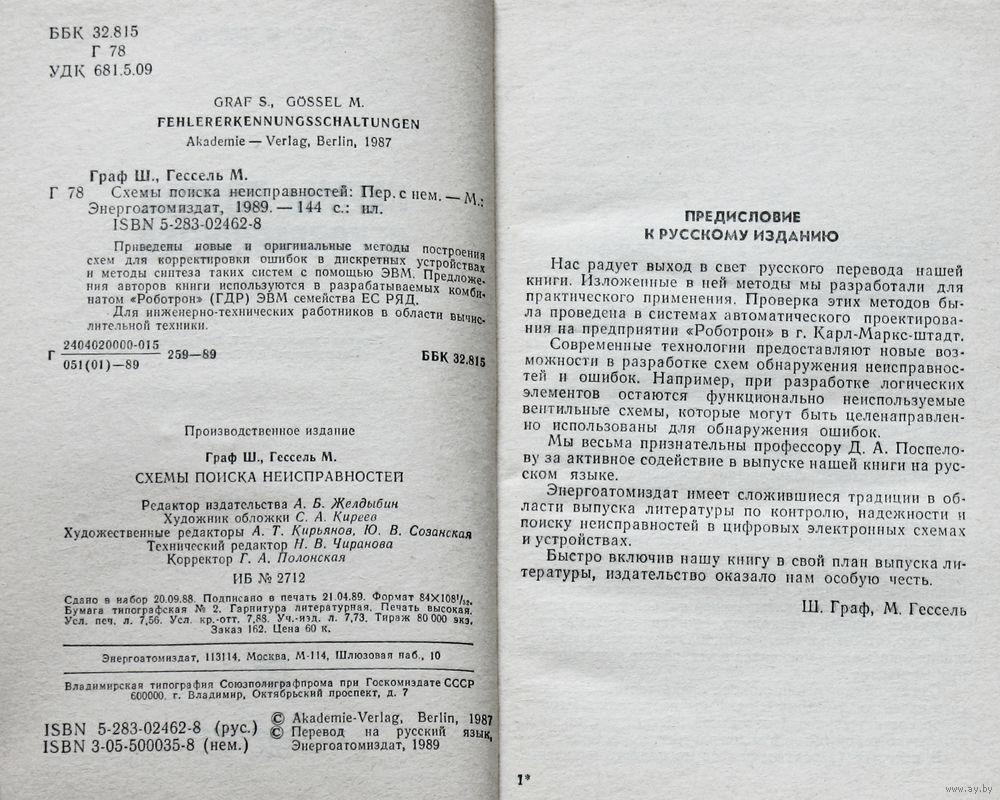 ББК 32.815
Г 78
УДК 681.5.09
GRAF S., GÖSSEL M.
FEHLERERKENNUNGSSCHALTUNGEN
Akademie — Verlag, Berlin, 1987
Граф Ш., Гессель М.
Г 78 Схемы поиска неисправностей: Пер. с нем. — М.:
Энергоатомиздат, 1989. — 144 с.: ил.
ISBN 5-283-02462-8
Приведены новые и оригинальные методы построения
схем для корректировки ошибок в дискретных устройствах
и методы синтеза таких систем с помощью ЭВМ. Предложе-
ния авторов книги используются в разрабатываемых комби-
натом «Роботрон» (ГДР) ЭВМ семейства ЕС РЯД.
Для инженерно-технических работников в области вычис-
лительной техники.
Г 2404020000-015
051(01)—89
259—89
ББК 32.815
Производственное издание
Граф Ш., Гессель М.
СХЕМЫ ПОИСКА НЕИСПРАВНОСТЕЙ
Редактор издательства А. Б. Желдыбин
Художник обложки С. А. Киреев
Художественные редакторы А. Т. Кирьянов, Ю. В. Созанская
Технический редактор Н. В. Чиранова
Корректор Г. А. Полонская
ИБ № 2712
Сдано в набор 20.09.88. Подписано в печать 21.04.89. Формат 84X108¹/₃₂.
Бумага типографская № 2. Гарнитура литературная. Печать высокая.
Усл. печ. л. 7,56. Усл. кр.-отт. 7,88. Уч.-изд. л. 7,73. Тираж 80 000 экз.
Заказ 162. Цена 60 к.
Энергоатомиздат, 113114, Москва, М-114, Шлюзовая наб., 10
Владимирская типография Союзполиграфпрома при Госкомиздате СССР
600000, г. Владимир, Октябрьский проспект, д. 7
ISBN 5-283-02462-8 (рус.)
ISBN 3-05-500035-8 (нем.)
© Akademie-Verlag, Berlin, 1987
© Перевод на русский язык,
Энергоатомиздат, 1989
ПРЕДИСЛОВИЕ
К РУССКОМУ ИЗДАНИЮ
Нас радует выход в свет русского перевода нашей
книги. Изложенные в ней методы мы разработали для
практического применения. Проверка этих методов бы-
ла проведена в системах автоматического проектирова-
ния на предприятии «Роботрон» в г. Карл-Маркс-штадт.
Современные технологии предоставляют новые воз-
можности в разработке схем обнаружения неисправнос-
тей и ошибок. Например, при разработке логических
элементов остаются функционально неиспользуемые
вентильные схемы, которые могут быть целенаправлен-
но использованы для обнаружения ошибок.
Мы весьма признательны профессору Д. А. Поспело-
ву за активное содействие в выпуске нашей книги на рус-
ском языке.
Энергоатомиздат имеет сложившиеся традиции в об-
ласти выпуска литературы по контролю, надежности и
поиску неисправностей в цифровых электронных схемах
и устройствах.
Быстро включив нашу книгу в свой план выпуска ли-
тературы, издательство оказало нам особую честь.
Ш. Граф, М. Гессель
1*
www.ay.by